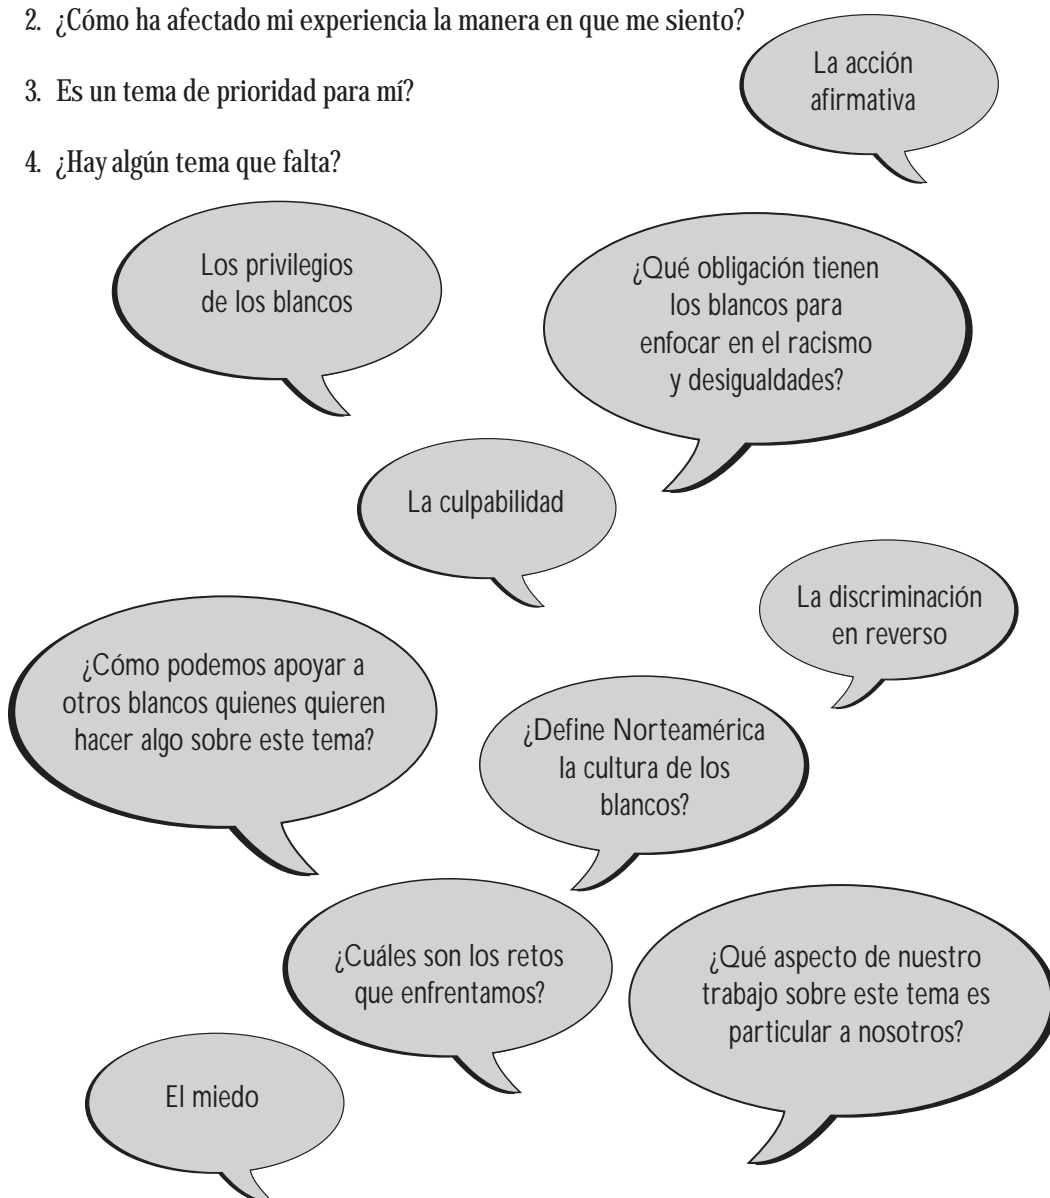 2. ¿Cómo ha afectado mi experiencia la manera en que me siento?
3. Es un tema de prioridad para mí?
4. ¿Hay algún tema que falta?
La acción
afirmativa
Los privilegios
de los blancos
¿Qué obligación tienen
los blancos para
enfocar en el racismo
y desigualdades?
La culpabilidad
La discriminación
en reverso
¿Cómo podemos apoyar a
otros blancos quienes quieren
hacer algo sobre este tema?
¿Define Norteamérica
la cultura de los
blancos?
¿Cuáles son los retos
que enfrentamos?
¿Qué aspecto de nuestro
trabajo sobre este tema es
particular a nosotros?
El miedo